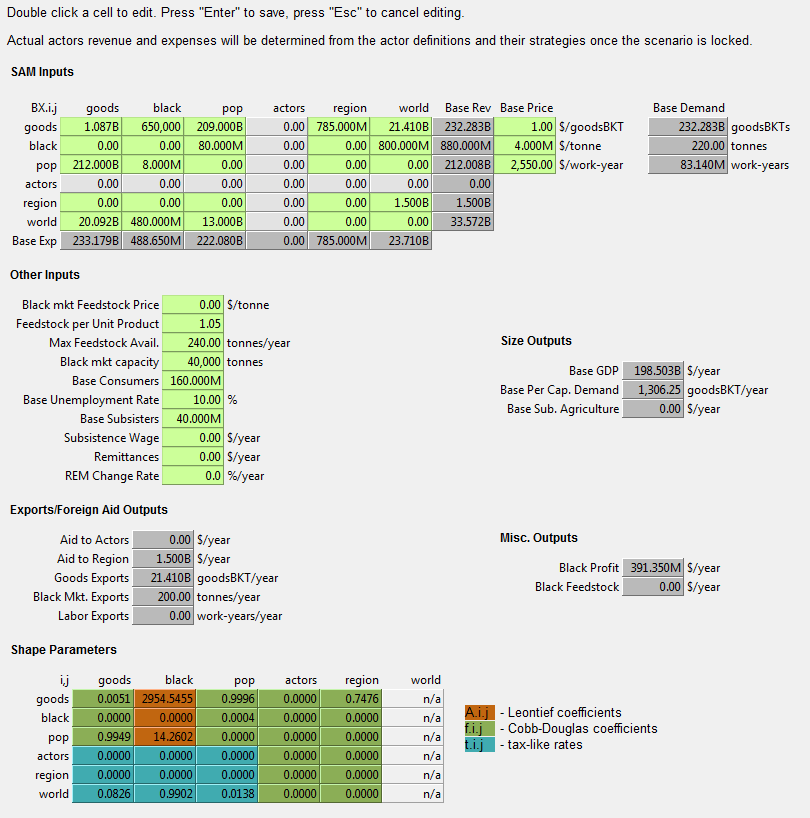 Double click a cell to edit. Press "Enter" to save, press "Esc" to cancel editing.
Actual actors revenue and expenses will be determined from the actor definitions and their strategies once the scenario is locked.
SAM Inputs
BX.i.j goods black pop actors region world Base Rev Base Price Base Demand
goods 1.087B 650,000 209.000B 0.00 785.000M 21.410B 232.283B 1.00 $/goodsBKT 232.283B goodsBKTs
black 0.00 0.00 80.000M 0.00 0.00 800.000M 880.000M 4.000M $/tonne 220.00 tonnes
pop 212.000B 8.000M 0.00 0.00 0.00 0.00 212.008B 2,550.00 $/work-year 83.140M work-years
actors 0.00 0.00 0.00 0.00 0.00 0.00 0.00
region 0.00 0.00 0.00 0.00 0.00 1.500B 1.500B
world 20.092B 480.000M 13.000B 0.00 0.00 0.00 33.572B
Base Exp 233.179B 488.650M 222.080B 0.00 785.000M 23.710B
Other Inputs
Black mkt Feedstock Price 0.00 $/tonne
Feedstock per Unit Product 1.05
Max Feedstock Avail. 240.00 tonnes/year
Black mkt capacity 40,000 tonnes
Base Consumers 160.000M
Base Unemployment Rate 10.00 %
Base Subsisters 40.000M
Subsistence Wage 0.00 $/year
Remittances 0.00 $/year
REM Change Rate 0.0 %/year
Size Outputs
Base GDP 198.503B $/year
Base Per Cap. Demand 1,306.25 goodsBKT/year
Base Sub. Agriculture 0.00 $/year
Exports/Foreign Aid Outputs
Aid to Actors 0.00 $/year
Aid to Region 1.500B $/year
Goods Exports 21.410B goodsBKT/year
Black Mkt. Exports 200.00 tonnes/year
Labor Exports 0.00 work-years/year
Misc. Outputs
Black Profit 391.350M $/year
Black Feedstock 0.00 $/year
Shape Parameters
i,j goods black pop actors region world
goods 0.0051 2954.5455 0.9996 0.0000 0.7476 n/a
black 0.0000 0.0000 0.0004 0.0000 0.0000 n/a
pop 0.9949 14.2602 0.0000 0.0000 0.0000 n/a
actors 0.0000 0.0000 0.0000 0.0000 0.0000 n/a
region 0.0000 0.0000 0.0000 0.0000 0.0000 n/a
world 0.0826 0.9902 0.0138 0.0000 0.0000 n/a
A.i.j - Leontief coefficients
f.i.j - Cobb-Douglas coefficients
t.i.j - tax-like rates